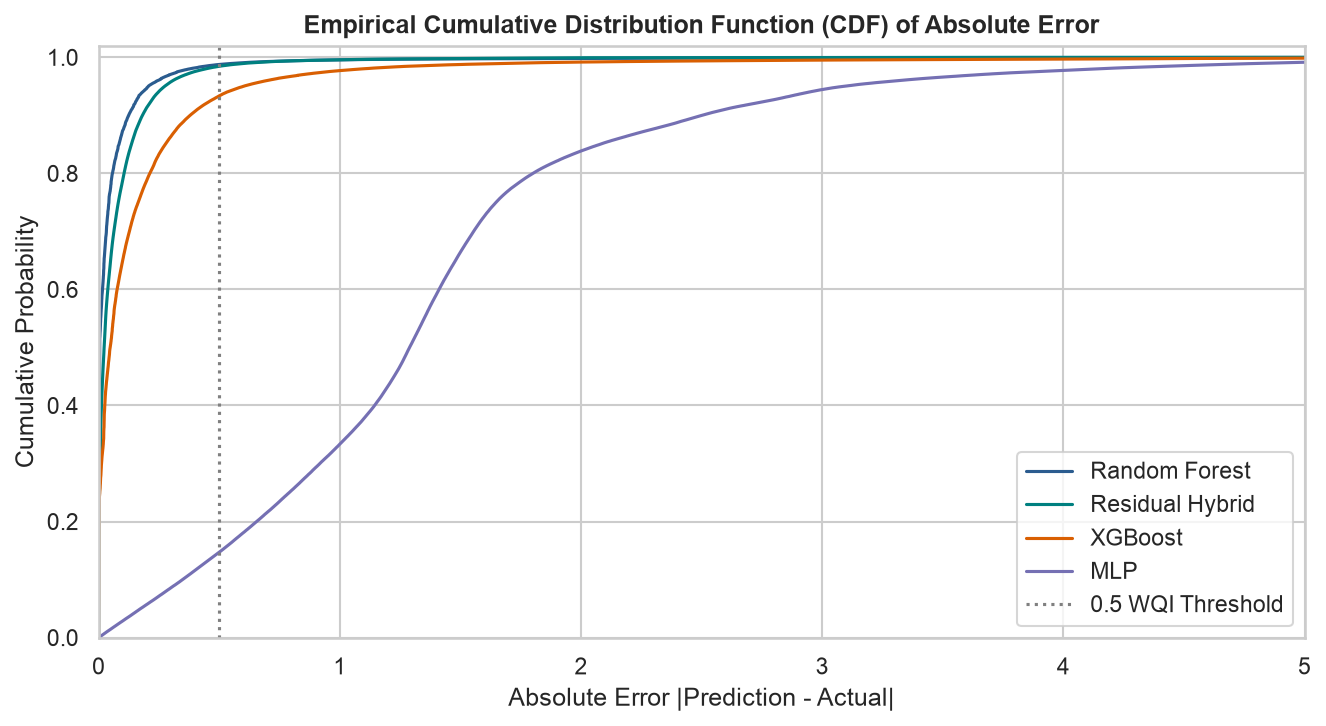 Empirical Cumulative Distribution Function (CDF) of Absolute Error
1.0
0.8
0.6
0.4
0.2
0.0
Cumulative Probability
0 1 2 3 4 5
Absolute Error |Prediction - Actual|
Random Forest
Residual Hybrid
XGBoost
MLP
0.5 WQI Threshold